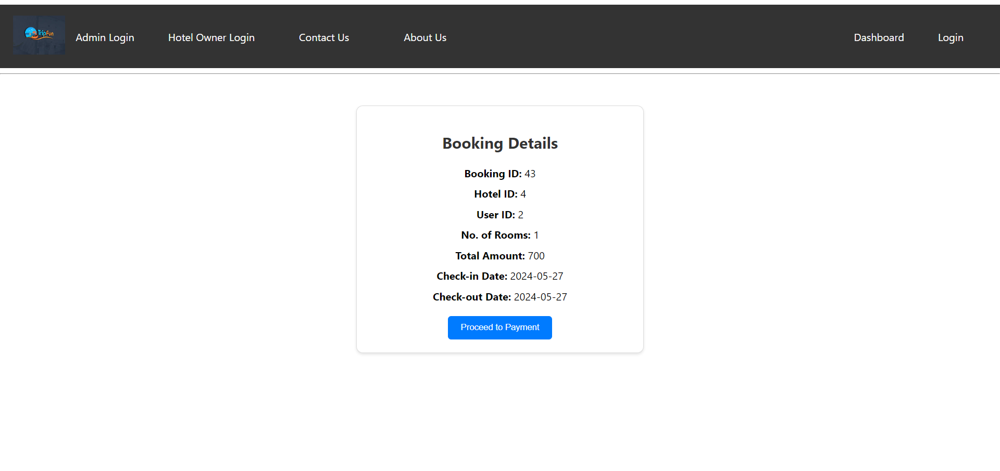 TripFun
Admin Login
Hotel Owner Login
Contact Us
About Us
Dashboard
Login
Booking Details
Booking ID: 43
Hotel ID: 4
User ID: 2
No. of Rooms: 1
Total Amount: 700
Check-in Date: 2024-05-27
Check-out Date: 2024-05-27
Proceed to Payment